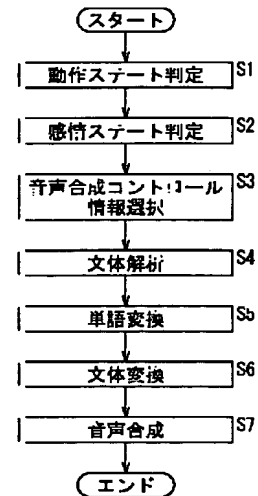 スタート
動作ステート判定 S1
感情ステート判定 S2
音声合成コントロール S3
情報選択
文体解析 S4
単語変換 S5
文体変換 S6
音声合成 S7
エンド